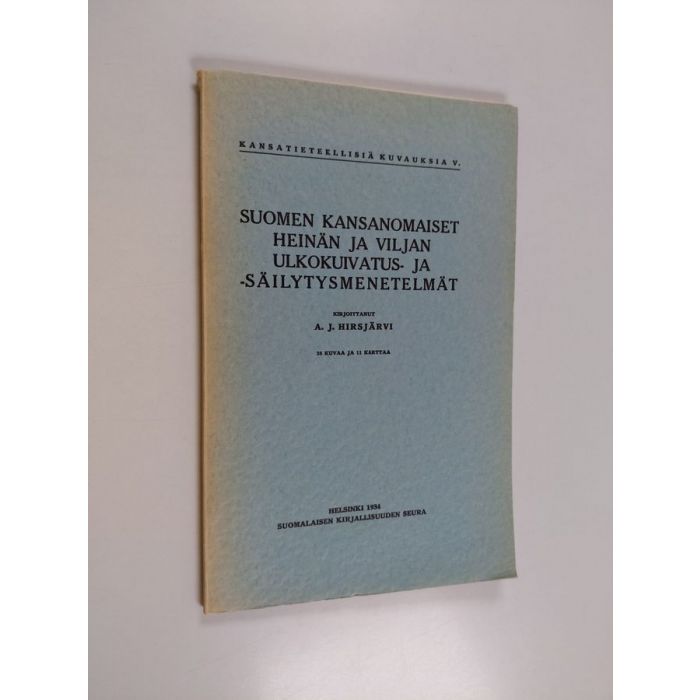 KANSATIETEELLISIÄ KUVAUKSIA V.
SUOMEN KANSANOMAISET
HEINÄN JA VILJAN
ULKOKUIVATUS- JA
-SÄILYTYSMENETELMÄT
KIRJOITTANUT
A. J. HIRSJÄRVI
38 KUVAA JA 11 KARTTAA
HELSINKI 1934
SUOMALAISEN KIRJALLISUUDEN SEURA